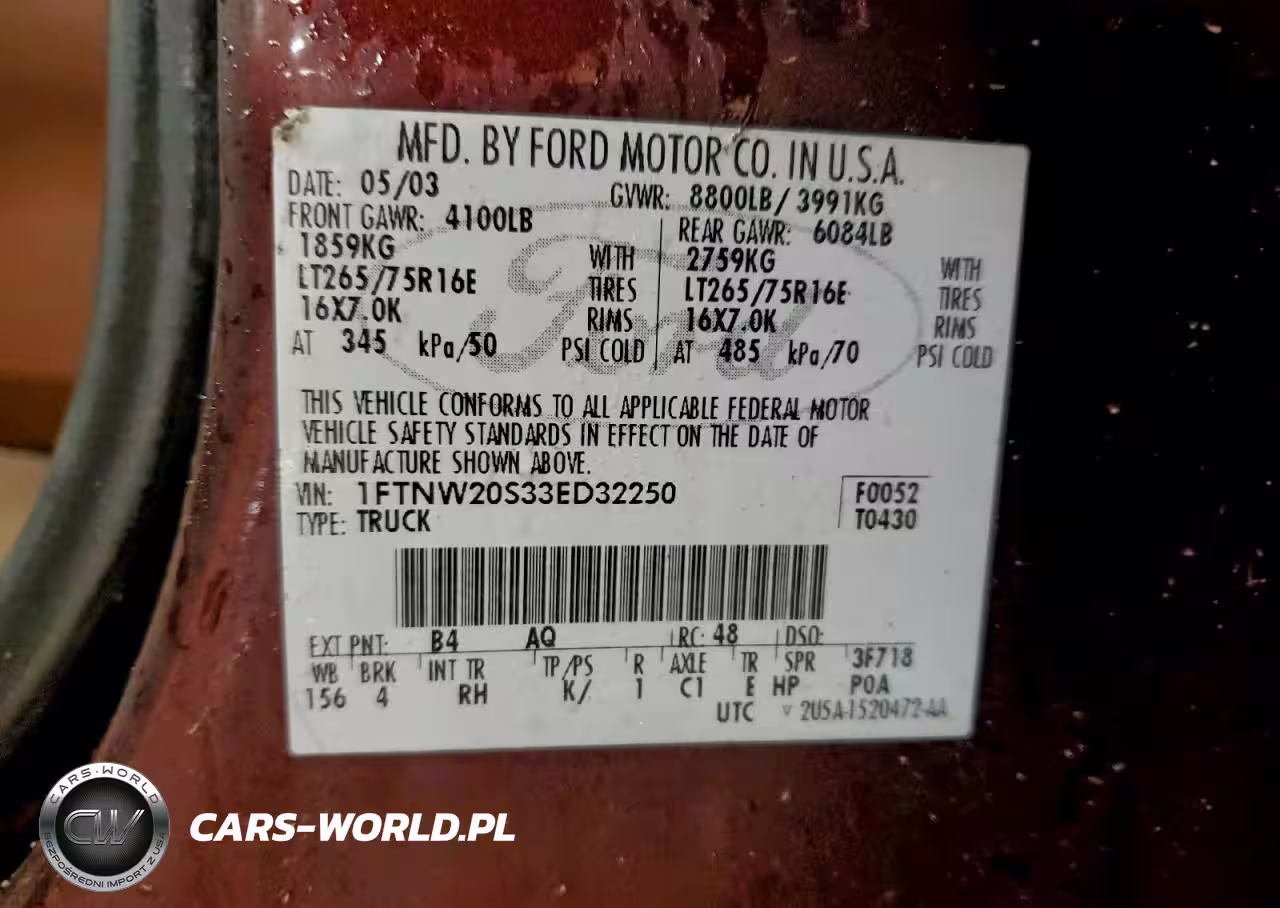 MFD. BY FORD MOTOR CO. IN U.S.A.
DATE: 05/03 GVWR: 8800LB/ 3991KG
FRONT GAWR: 4100LB REAR GAWR: 6084LB
1859KG WITH 2759KG WITH
LT265/75R16E TIRES LT265/75R16E TIRES
16X7.0K RIMS 16X7.0K RIMS
AT 345 kPa/50 PSI COLD AT 485 kPa/70 PSI COLD
Ford
THIS VEHICLE CONFORMS TO ALL APPLICABLE FEDERAL MOTOR
VEHICLE SAFETY STANDARDS IN EFFECT ON THE DATE OF
MANUFACTURE SHOWN ABOVE.
VIN: 1FTNW20S33ED32250 F0052
TYPE: TRUCK T0430
EXT PNT: B4 AQ RC: 48 DSO:
WB BRK INT TR TP/PS R AXLE TR SPR 3F718
156 4 RH K/ 1 C1 E HP P0A
UTC ▽ 2U5A-1520472-AA
CARS-WORLD
CW
BEZPOŚREDNI IMPORT Z USA
CARS-WORLD.PL